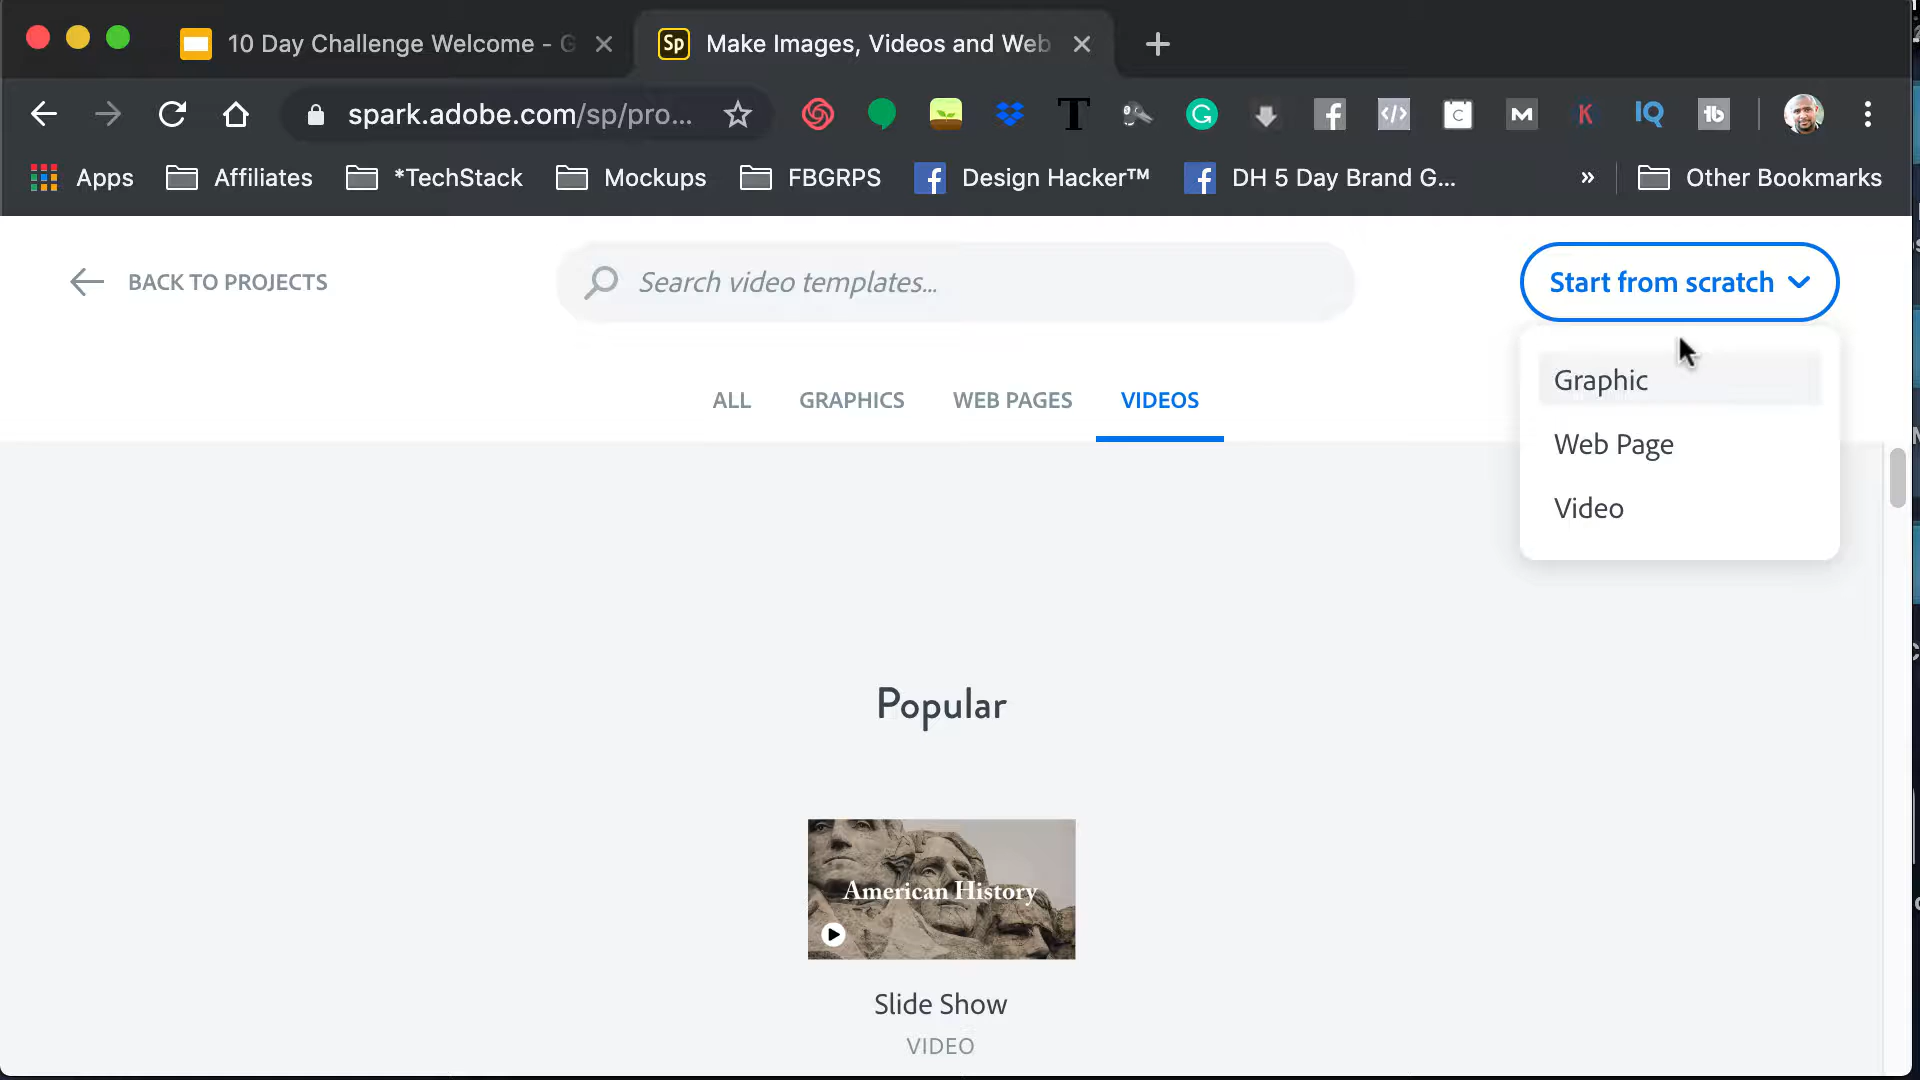 10 Day Challenge Welcome - G
Sp Make Images, Videos and Web
spark.adobe.com/sp/pro...
Apps Affiliates *TechStack Mockups FBGRPS Design Hacker™ DH 5 Day Brand G... » Other Bookmarks
BACK TO PROJECTS
Search video templates...
Start from scratch
Graphic
Web Page
Video
ALL GRAPHICS WEB PAGES VIDEOS
Popular
American History
Slide Show
VIDEO